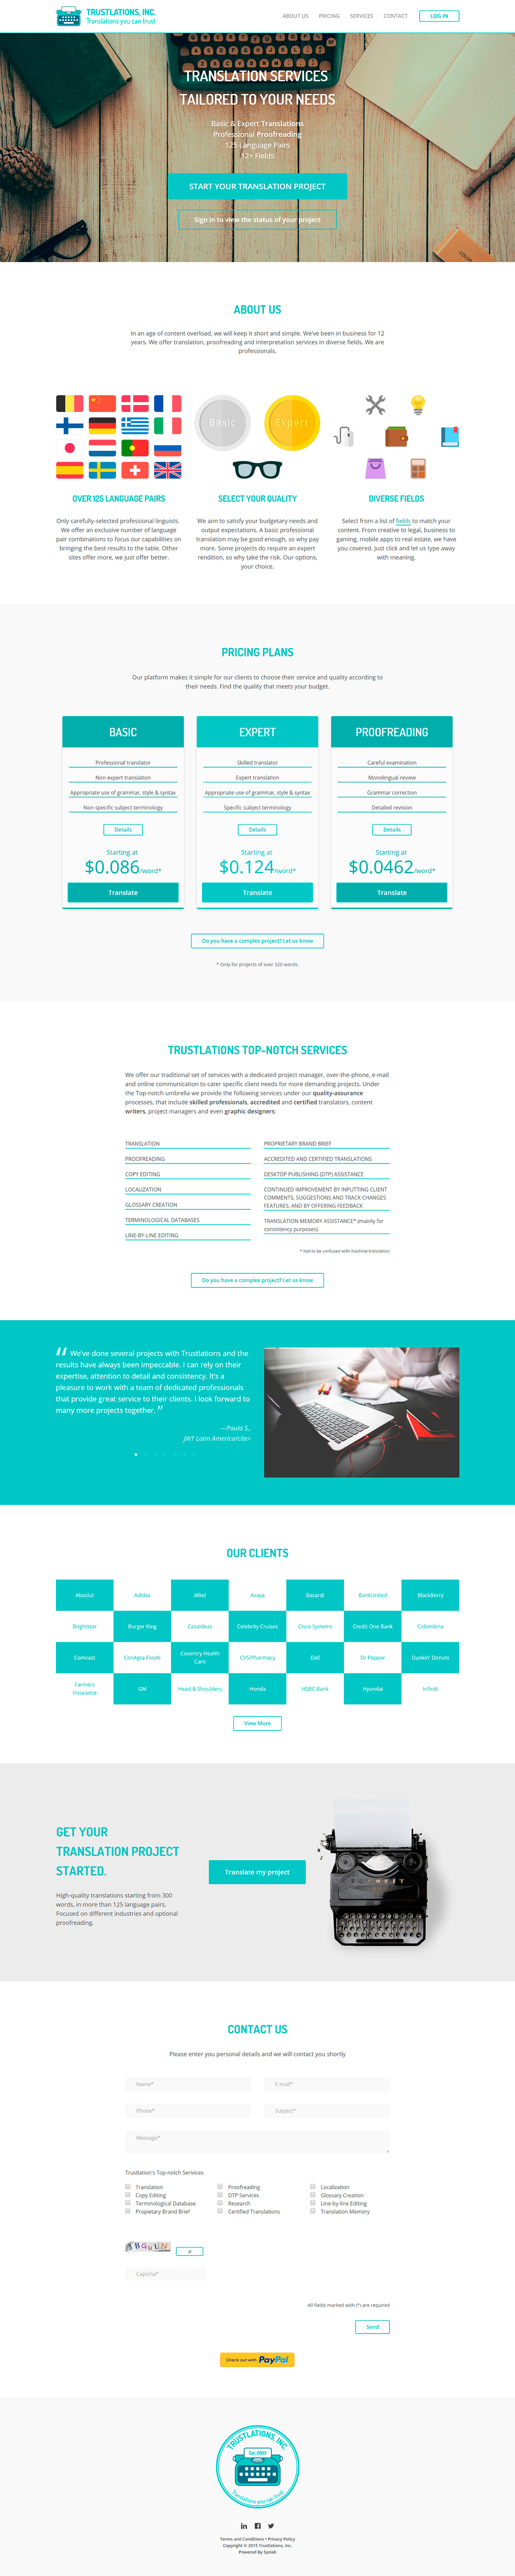 TRUSTLATIONS, INC.
Translations you can trust
ABOUT US
PRICING
SERVICES
CONTACT
LOG IN
TRANSLATION SERVICES
TAILORED TO YOUR NEEDS
Basic & Expert Translations
Professional Proofreading
125 Language Pairs
12+ Fields
START YOUR TRANSLATION PROJECT
Sign in to view the status of your project
COLOR
ABOUT US
In an age of content overload, we will keep it short and simple. We've been in business for 12
years. We offer translation, proofreading and interpretation services in diverse fields. We are
professionals.
Basic
Expert
OVER 125 LANGUAGE PAIRS
Only carefully-selected professional linguists.
We offer an exclusive number of language
pair combinations to focus our capabilities on
bringing the best results to the table. Other
sites offer more, we just offer better.
SELECT YOUR QUALITY
We aim to satisfy your budgetary needs and
output expectations. A basic professional
translation may be good enough, so why pay
more. Some projects do require an expert
rendition, so why take the risk. Our options,
your choice.
DIVERSE FIELDS
Select from a list of fields to match your
content. From creative to legal, business to
gaming, mobile apps to real estate, we have
you covered. Just click and let us type away
with meaning.
PRICING PLANS
Our platform makes it simple for our clients to choose their service and quality according to
their needs. Find the quality that meets your budget.
BASIC
Professional translator
Non-expert translation
Appropriate use of grammar, style & syntax
Non-specific subject terminology
Details
Starting at
$0.086/word*
Translate
EXPERT
Skilled translator
Expert translation
Appropriate use of grammar, style & syntax
Specific subject terminology
Details
Starting at
$0.124/word*
Translate
PROOFREADING
Careful examination
Monolingual review
Grammar correction
Detailed revision
Details
Starting at
$0.0462/word*
Translate
Do you have a complex project? Let us know
* Only for projects of over 320 words.
TRUSTLATIONS TOP-NOTCH SERVICES
We offer our traditional set of services with a dedicated project manager, over-the-phone, e-mail
and online communication to cater specific client needs for more demanding projects. Under
the Top-notch umbrella we provide the following services under our quality-assurance
processes, that include skilled professionals, accredited and certified translators, content
writers, project managers and even graphic designers:
TRANSLATION
PROOFREADING
COPY EDITING
LOCALIZATION
GLOSSARY CREATION
TERMINOLOGICAL DATABASES
LINE-BY-LINE EDITING
PROPRIETARY BRAND BRIEF
ACCREDITED AND CERTIFIED TRANSLATIONS
DESKTOP PUBLISHING (DTP) ASSISTANCE
CONTINUED IMPROVEMENT BY INPUTTING CLIENT
COMMENTS, SUGGESTIONS AND TRACK CHANGES
FEATURES, AND BY OFFERING FEEDBACK
TRANSLATION MEMORY ASSISTANCE* (mainly for
consistency purposes)
* Not to be confused with machine translation
Do you have a complex project? Let us know
“ We've done several projects with Trustlations and the
results have always been impeccable. I can rely on their
expertise, attention to detail and consistency. It's a
pleasure to work with a team of dedicated professionals
that provide great service to their clients. I look forward to
many more projects together. ”
—Paula S.,
JWT Latin America/cite>
OUR CLIENTS
Absolut
Adidas
Alltel
Avaya
Bacardi
BankUnited
BlackBerry
Brightstar
Burger King
Casaideas
Celebrity Cruises
Cisco Systems
Credit One Bank
Colombina
Comcast
ConAgra Foods
Coventry Health
Care
CVS/Pharmacy
Dell
Dr Pepper
Dunkin' Donuts
Farmers
Insurance
GM
Head & Shoulders
Honda
HSBC Bank
Hyundai
Infiniti
View More
GET YOUR
TRANSLATION PROJECT
STARTED.
High-quality translations starting from 300
words, in more than 125 language pairs.
Focused on different industries and optional
proofreading.
Translate my project
CONTACT US
Please enter you personal details and we will contact you shortly
Name*
E-mail*
Phone*
Subject*
Message*
Trustlation's Top-notch Serivices
Translation
Proofreading
Localization
Copy Editing
DTP Services
Glossary Creation
Terminological Database
Research
Line-by-line Editing
Propietary Brand Brief
Certified Translations
Translation Memory
Captcha*
All fields marked with (*) are required
Send
Check out with PayPal
TRUSTLATIONS, INC.
Est. 2003
Translations you can trust
Terms and Conditions • Privacy Policy
Copyright © 2015 Trustlations, Inc.
Powered By Syslab